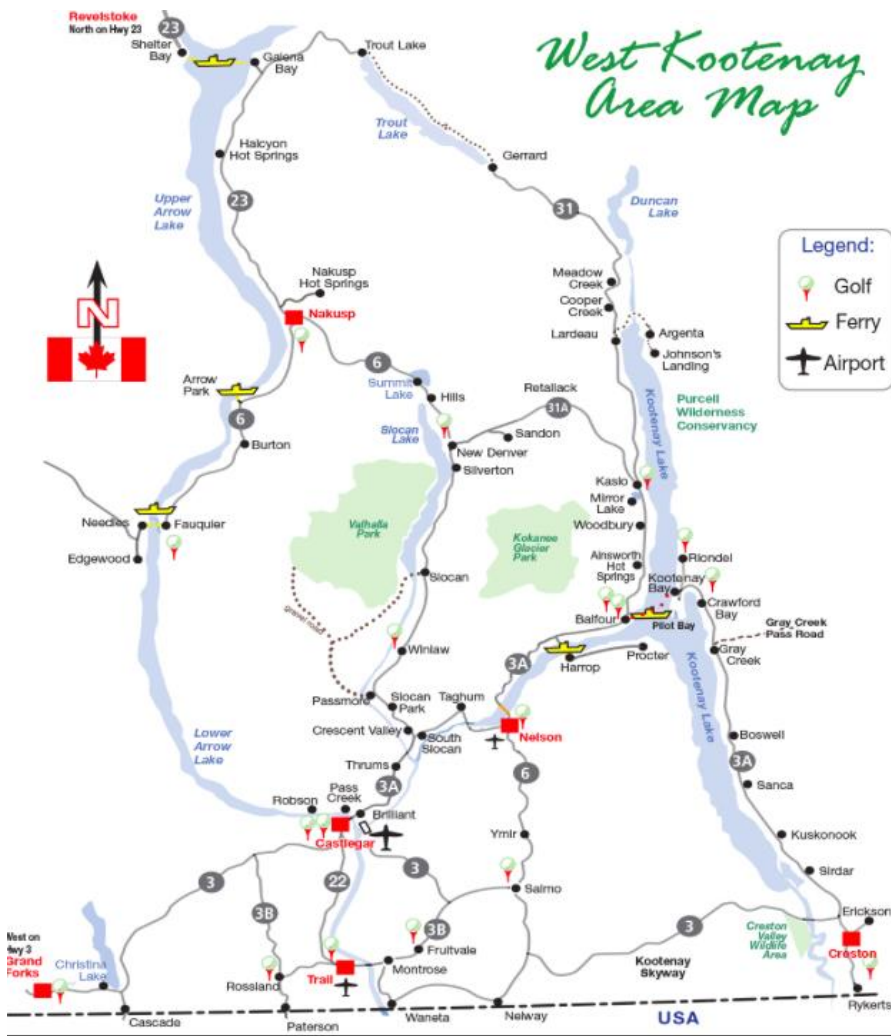 Revelstoke
North on Hwy 23
23
Shelter
Bay
Galena
Bay
Trout Lake
West Kootenay
Area Map
Trout
Lake
Gerrard
Halcyon
Hot Springs
23
31
Upper
Arrow
Lake
Duncan
Lake
Legend:
Golf
Ferry
Airport
N
Nakusp
Hot Springs
Nakusp
Meadow
Creek
Cooper
Creek
Lardeau
Argenta
Johnson's
Landing
6
Summit
Lake
Hills
Retallack
31A
Arrow
Park
6
Burton
Slocan
Lake
Sandon
New Denver
Silverton
Kootenay Lake
Purcell
Wilderness
Conservancy
Kaslo
Mirror
Lake
Woodbury
Needles
Fauquier
Edgewood
Valhalla
Park
Kokanee
Glacier
Park
Ainsworth
Hot
Springs
Riondel
Kootenay
Bay
Crawford
Bay
Slocan
gravel road
Balfour
Pilot Bay
Gray Creek
Pass Road
Gray
Creek
Winlaw
3A
Harrop
Procter
Passmore
Slocan
Park
Taghum
Crescent Valley
South
Slocan
Nelson
Kootenay Lake
Boswell
Lower
Arrow
Lake
Thrums
3A
6
3A
Sanca
Robson
Pass
Creek
Brilliant
Castlegar
Ymir
Kuskonook
3
22
3
Salmo
Sirdar
3B
3B
3
Erickson
West on
Hwy 3
Grand
Forks
Christina
Lake
Fruitvale
Kootenay
Skyway
Creston
Valley
Wildlife
Area
Creston
Rossland
Trail
Montrose
Rykerts
Cascade
Paterson
Waneta
Nelway
USA